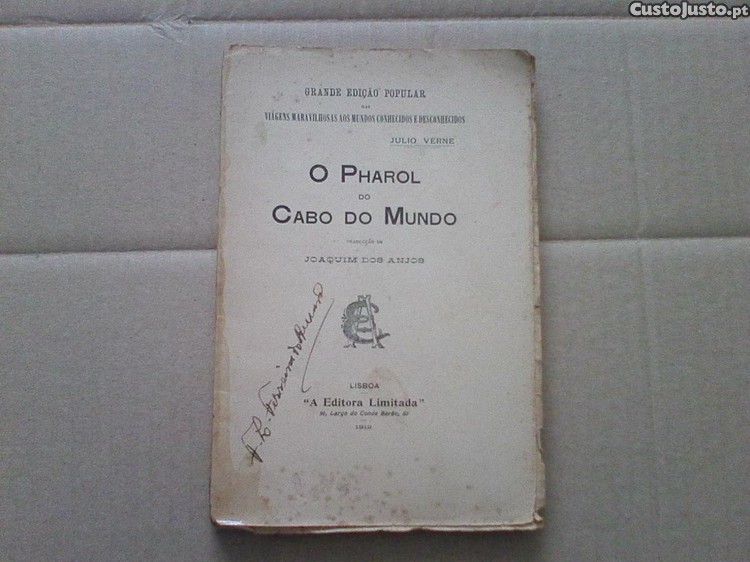 CustoJusto.pt
GRANDE EDIÇÃO POPULAR
DAS
VIAGENS MARAVILHOSAS AOS MUNDOS CONHECIDOS E DESCONHECIDOS
JULIO VERNE
O PHAROL
DO
CABO DO MUNDO
TRADUCÇÃO DE
JOAQUIM DOS ANJOS
LISBOA
"A Editora Limitada"
Largo do Conde Barão, 50